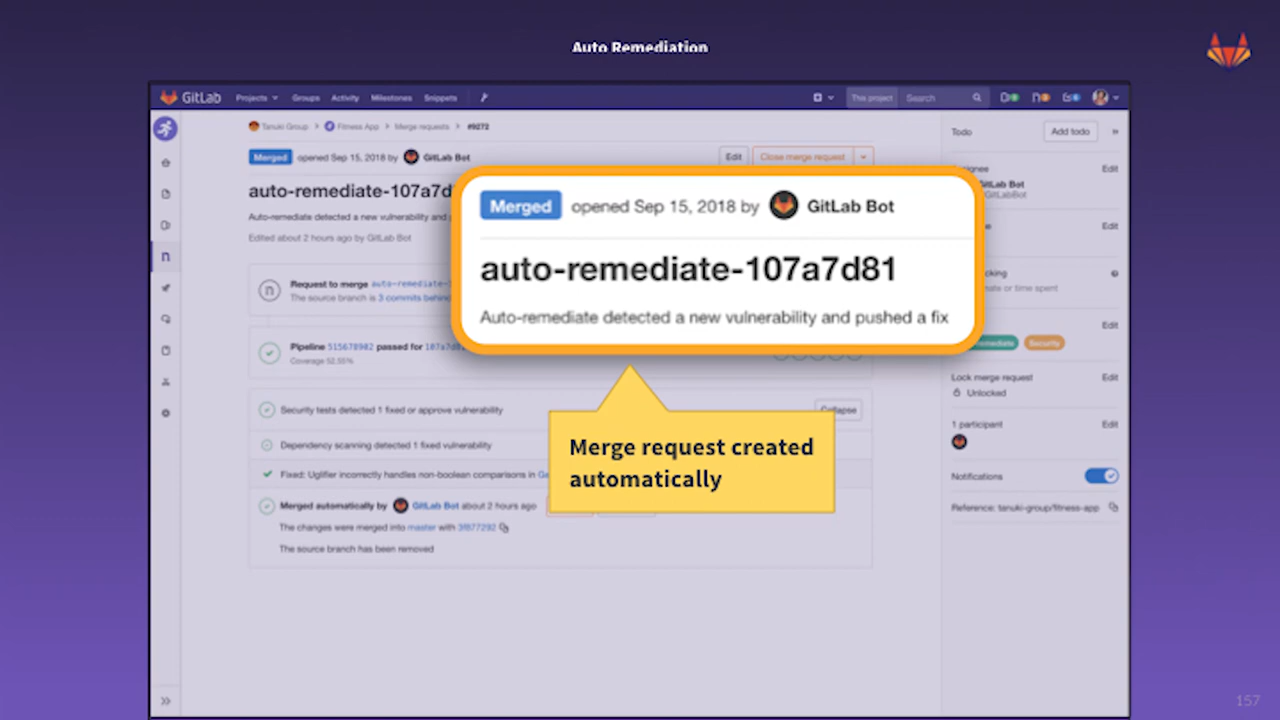 Auto Remediation
GitLab Projects Groups Activity Milestones Snippets This project Search
Tanuki Group > Fitness App > Merge requests > #9272
Merged opened Sep 15, 2018 by GitLab Bot Edit Close merge request
auto-remediate-107a7d
Auto-remediate detected a new vulnerability and
Edited about 2 hours ago by GitLab Bot
Request to merge auto-remediate-
The source branch is 3 commits behind
Pipeline 515678902 passed for
Coverage 52.55%
Security tests detected 1 fixed or approve vulnerability Collapse
Dependency scanning detected 1 fixed vulnerability
Fixed: Uglifier incorrectly handles non-boolean comparisons in
Merged automatically by GitLab Bot about 2 hours ago
The changes were merged into master with 3f877292
The source branch has been removed
Merged opened Sep 15, 2018 by GitLab Bot
auto-remediate-107a7d81
Auto-remediate detected a new vulnerability and pushed a fix
Merge request created
automatically
Todo Add todo
Edit
GitLab Bot
Edit
Edit
Security
Lock merge request Edit
Unlocked
1 participant Edit
Notifications
Reference: tanuki-group/fitness-app
157